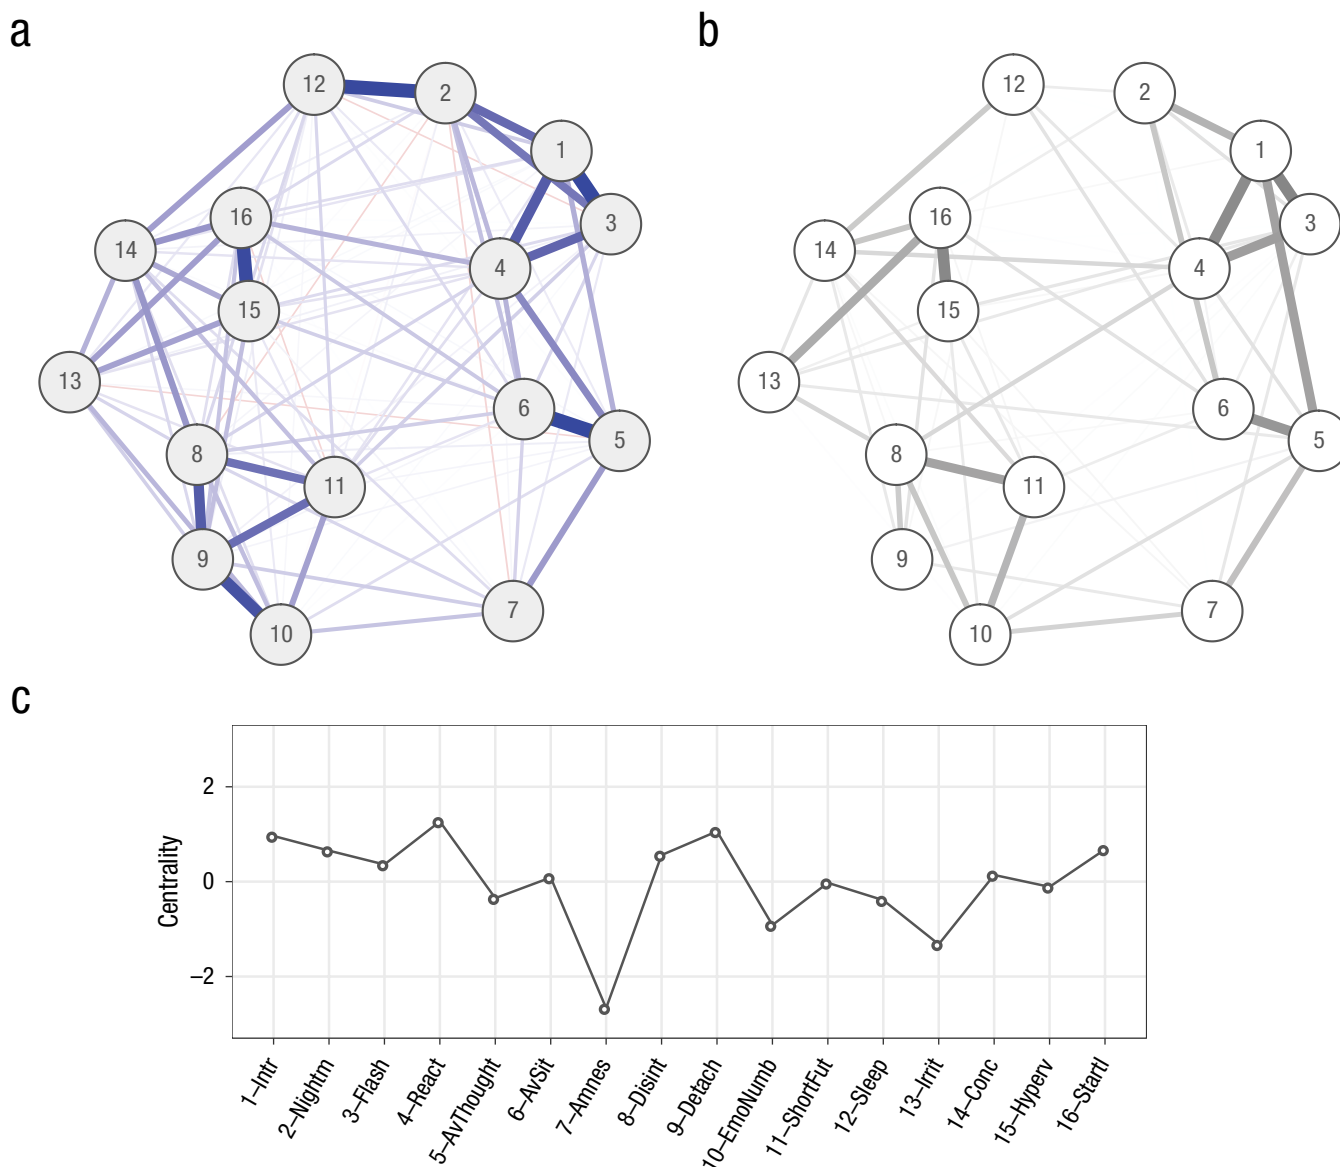 a
b
12
2
1
3
16
14
4
15
13
6
5
8
11
9
7
10
12
2
1
3
16
14
4
15
13
6
5
8
11
9
7
10
c
Centrality
2
0
–2
1–Intr
2–Nightm
3–Flash
4–React
5–AvThought
6–AvSit
7–Amnes
8–Disint
9–Detach
10–EmoNumb
11–ShortFut
12–Sleep
13–Irrit
14–Conc
15–Hyperv
16–Startl